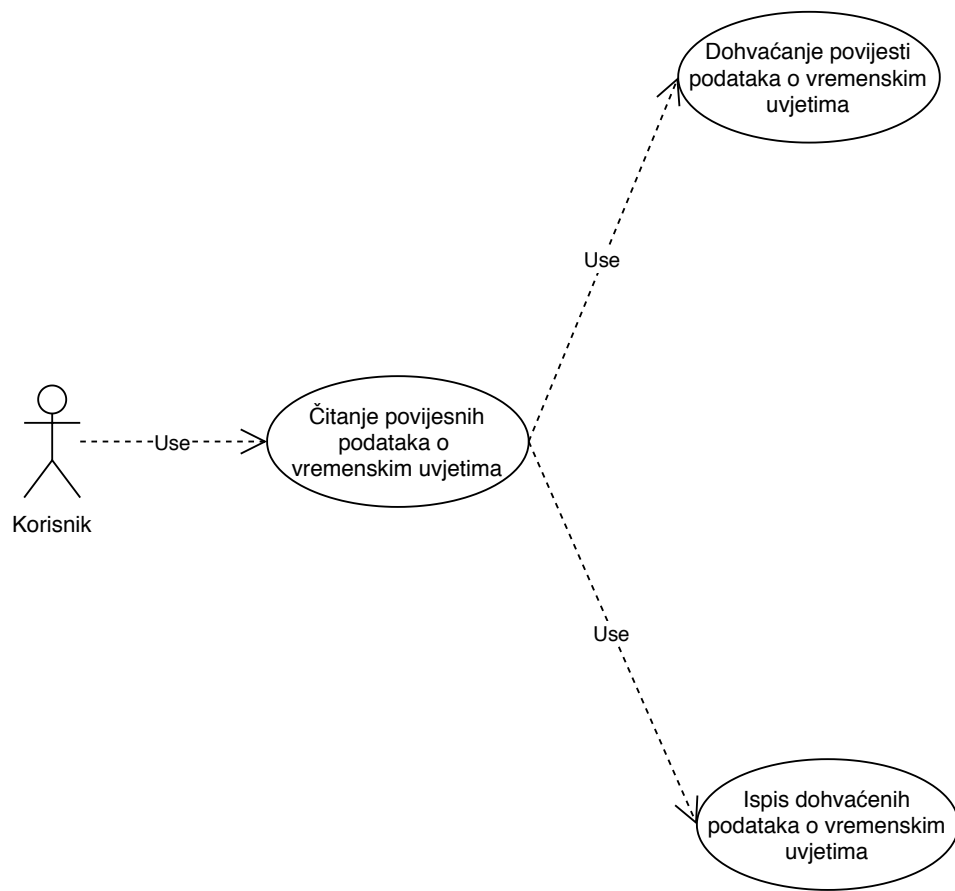 Dohvaćanje povijesti
podataka o vremenskim
uvjetima
Use
Čitanje povijesnih
podataka o
vremenskim uvjetima
Use
Korisnik
Use
Ispis dohvaćenih
podataka o vremenskim
uvjetima